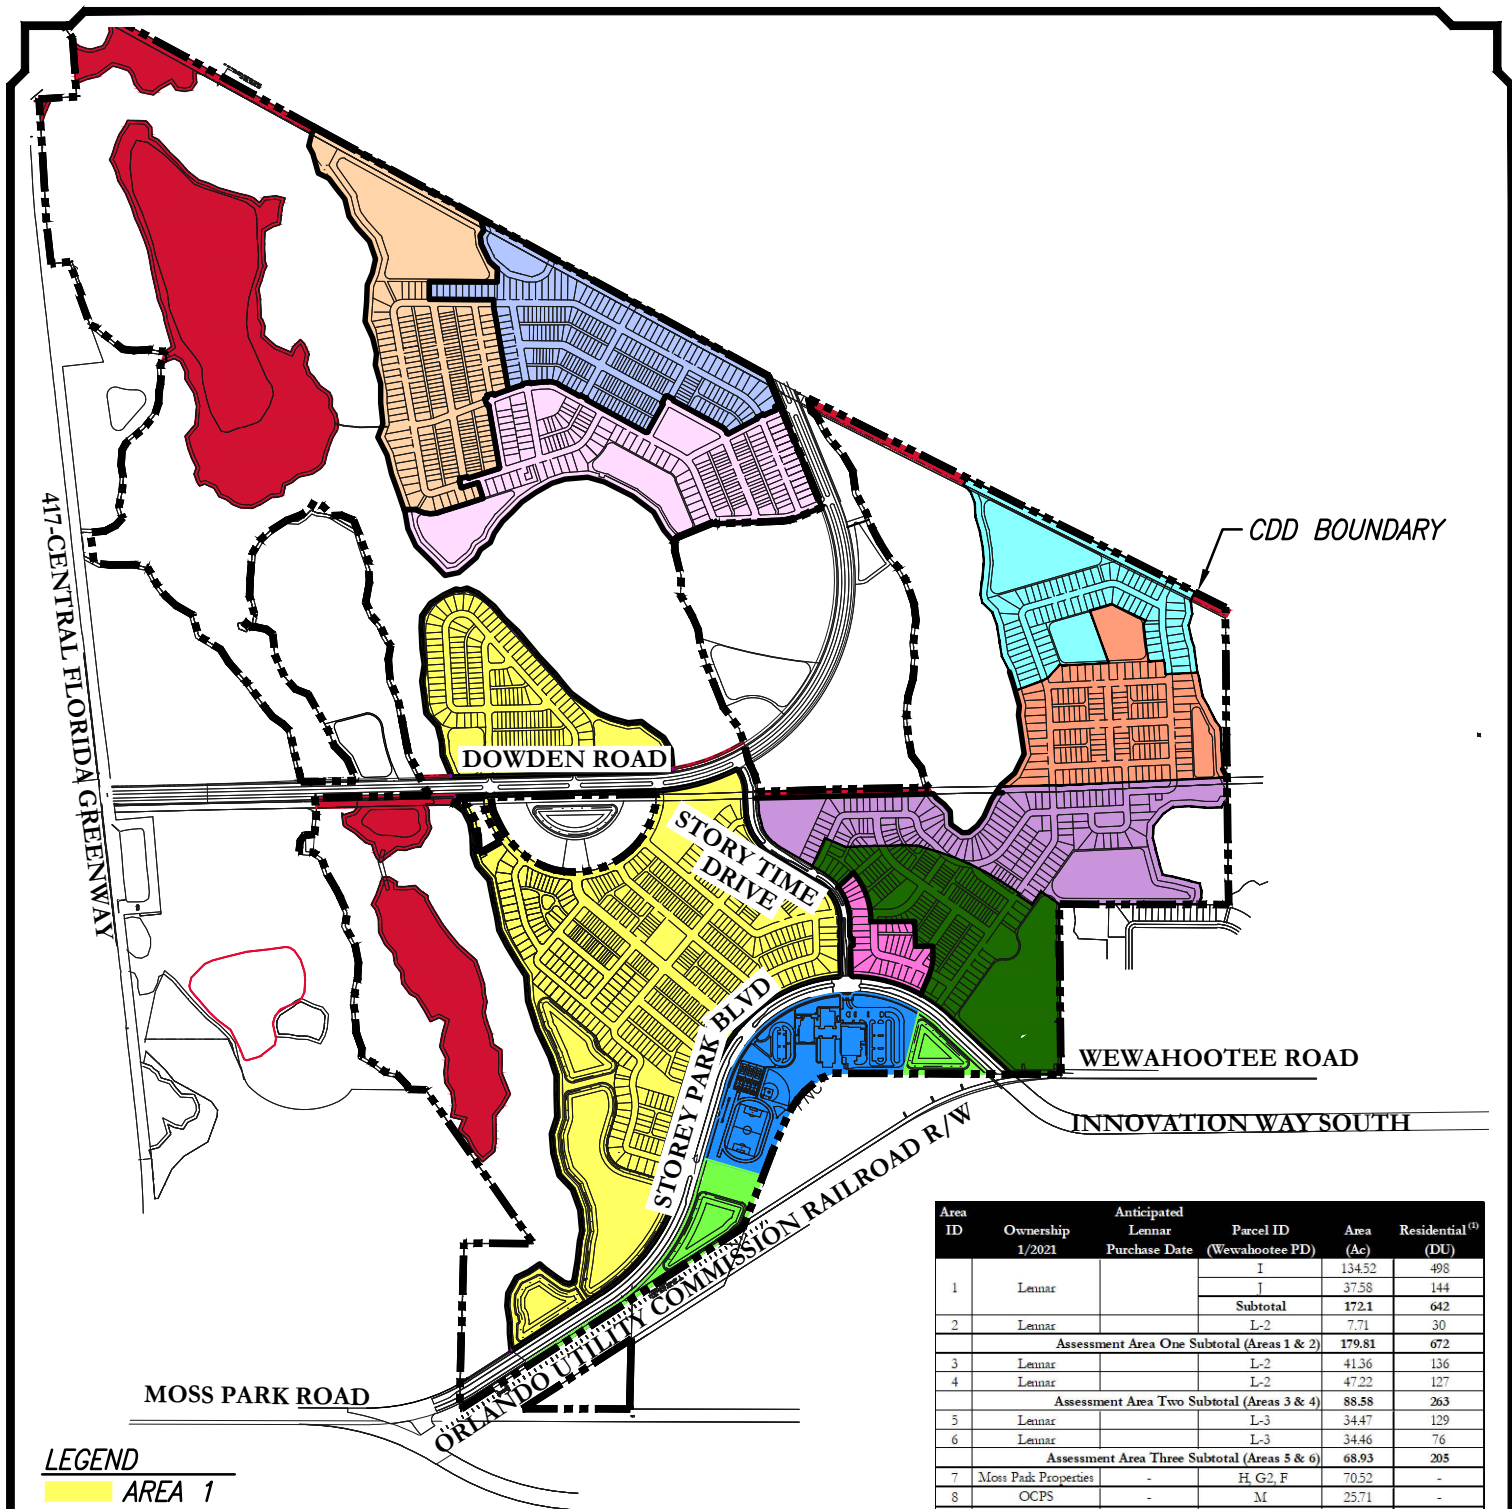 CDD BOUNDARY
417-CENTRAL FLORIDA GREENWAY
DOWDEN ROAD
STORY TIME
DRIVE
STOREY PARK BLVD
WEWAHOOTEE ROAD
INNOVATION WAY SOUTH
ORLANDO UTILITY COMMISSION RAILROAD R/W
MOSS PARK ROAD
LEGEND
AREA 1
Area ID Ownership 1/2021 Anticipated Lennar Purchase Date Parcel ID (Wewahootee PD) Area (Ac) Residential (1) (DU)
I 134.52 498
1 Lennar J 37.58 144
Subtotal 172.1 642
2 Lennar L-2 7.71 30
Assessment Area One Subtotal (Areas 1 & 2) 179.81 672
3 Lennar L-2 41.36 136
4 Lennar L-2 47.22 127
Assessment Area Two Subtotal (Areas 3 & 4) 88.58 263
5 Lennar L-3 34.47 129
6 Lennar L-3 34.46 76
Assessment Area Three Subtotal (Areas 5 & 6) 68.93 205
7 Moss Park Properties - H, G2, F 70.52 -
8 OCPS - M 25.71 -